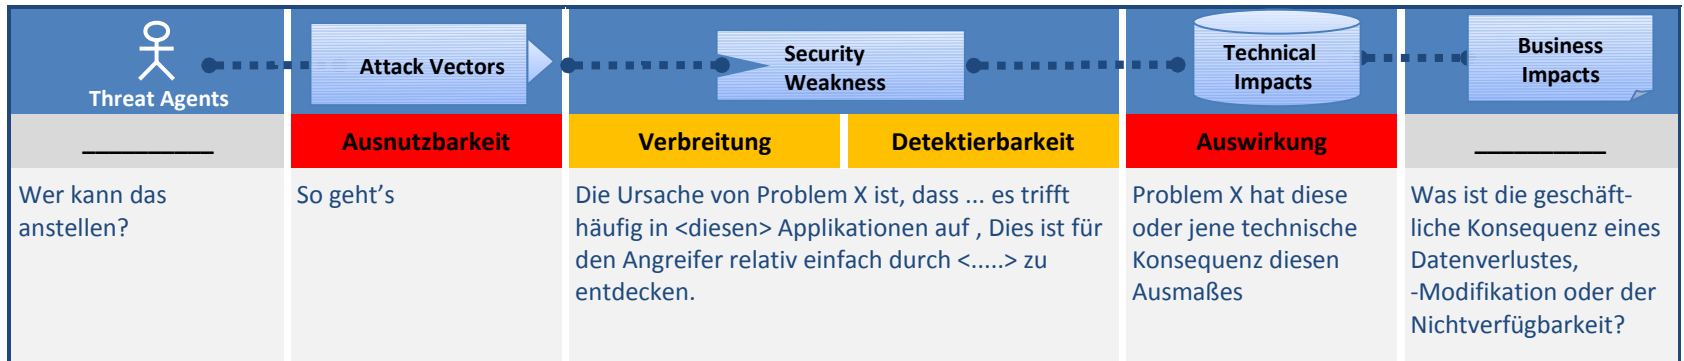 Threat Agents
Attack Vectors
Security
Weakness
Technical
Impacts
Business
Impacts
__________
Ausnutzbarkeit
Verbreitung
Detektierbarkeit
Auswirkung
__________
Wer kann das
anstellen?
So geht’s
Die Ursache von Problem X ist, dass ... es trifft
häufig in <diesen> Applikationen auf , Dies ist für
den Angreifer relativ einfach durch <.....> zu
entdecken.
Problem X hat diese
oder jene technische
Konsequenz diesen
Ausmaßes
Was ist die geschäft-
liche Konsequenz eines
Datenverlustes,
-Modifikation oder der
Nichtverfügbarkeit?